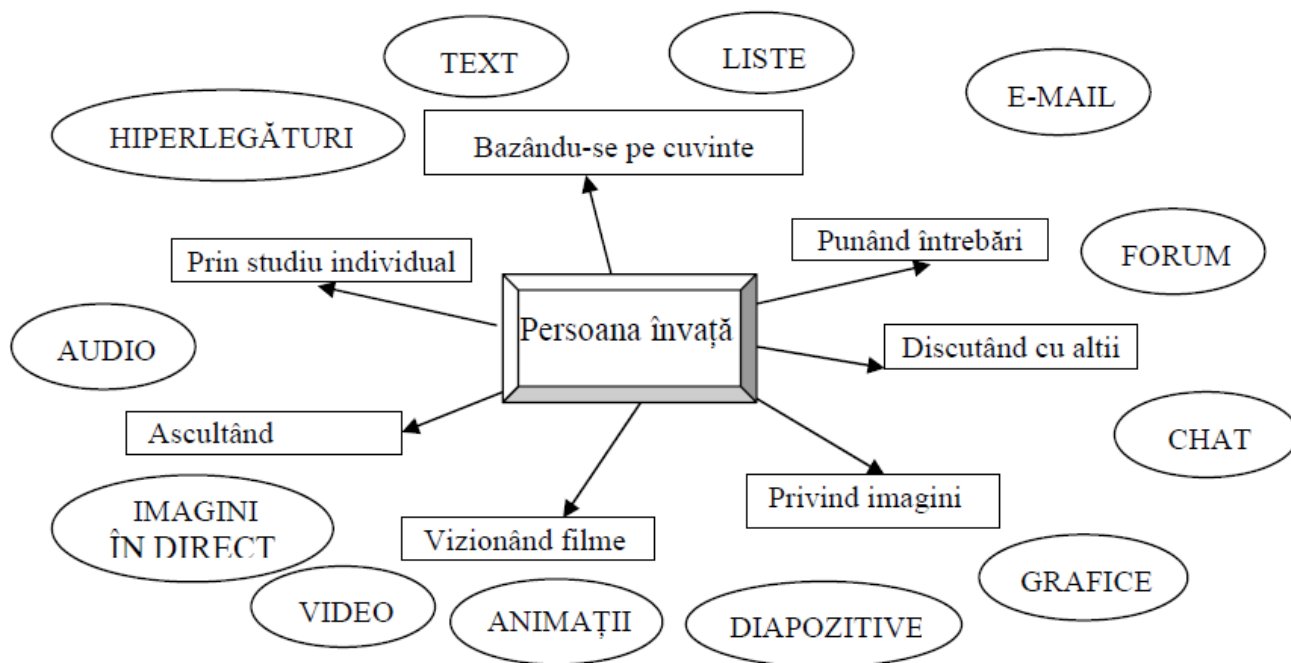 TEXT
LISTE
E-MAIL
HIPERLEGĂTURI
Bazându-se pe cuvinte
Punând întrebări
FORUM
Prin studiu individual
Persoana învață
AUDIO
Discutând cu altii
Ascultând
CHAT
Privind imagini
IMAGINI
ÎN DIRECT
Vizionând filme
GRAFICE
VIDEO
ANIMAȚII
DIAPOZITIVE